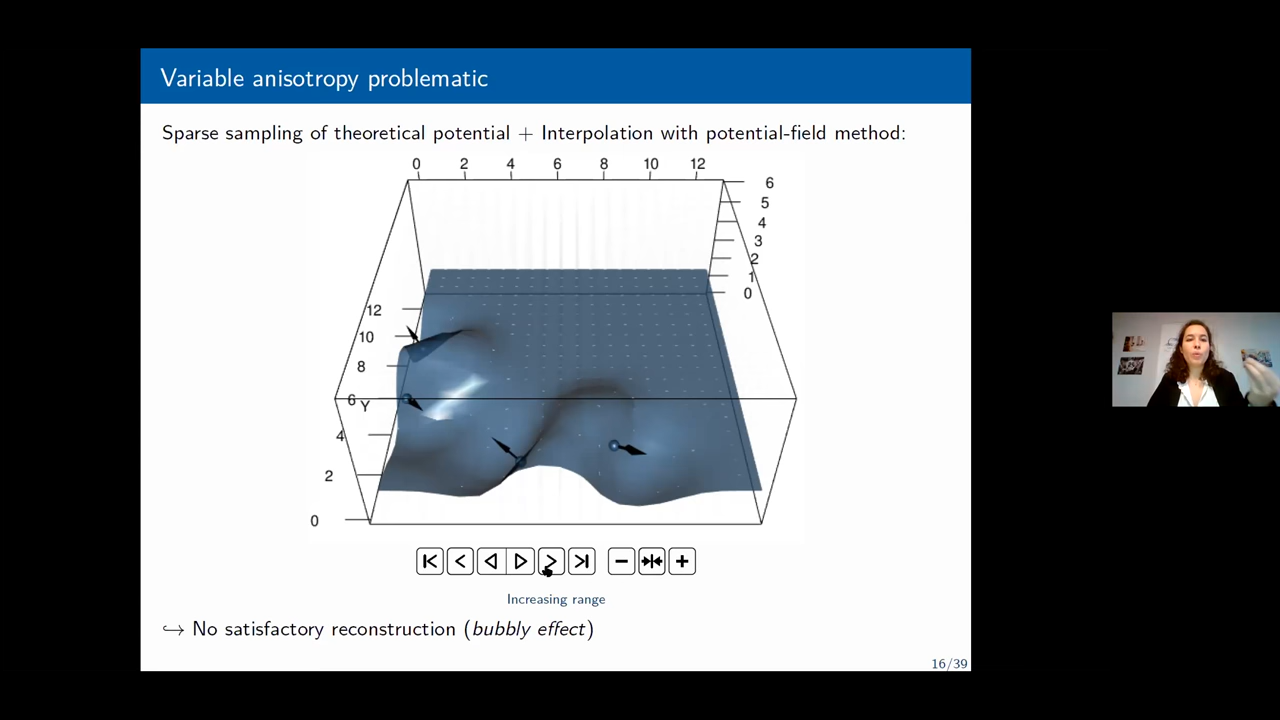 Variable anisotropy problematic
Sparse sampling of theoretical potential + Interpolation with potential-field method:
0 2 4 6 8 10 12
6
5
4
3
2
1
0
12
10
8
6 Y
4
2
0
Increasing range
↪ No satisfactory reconstruction (bubbly effect)
16/39